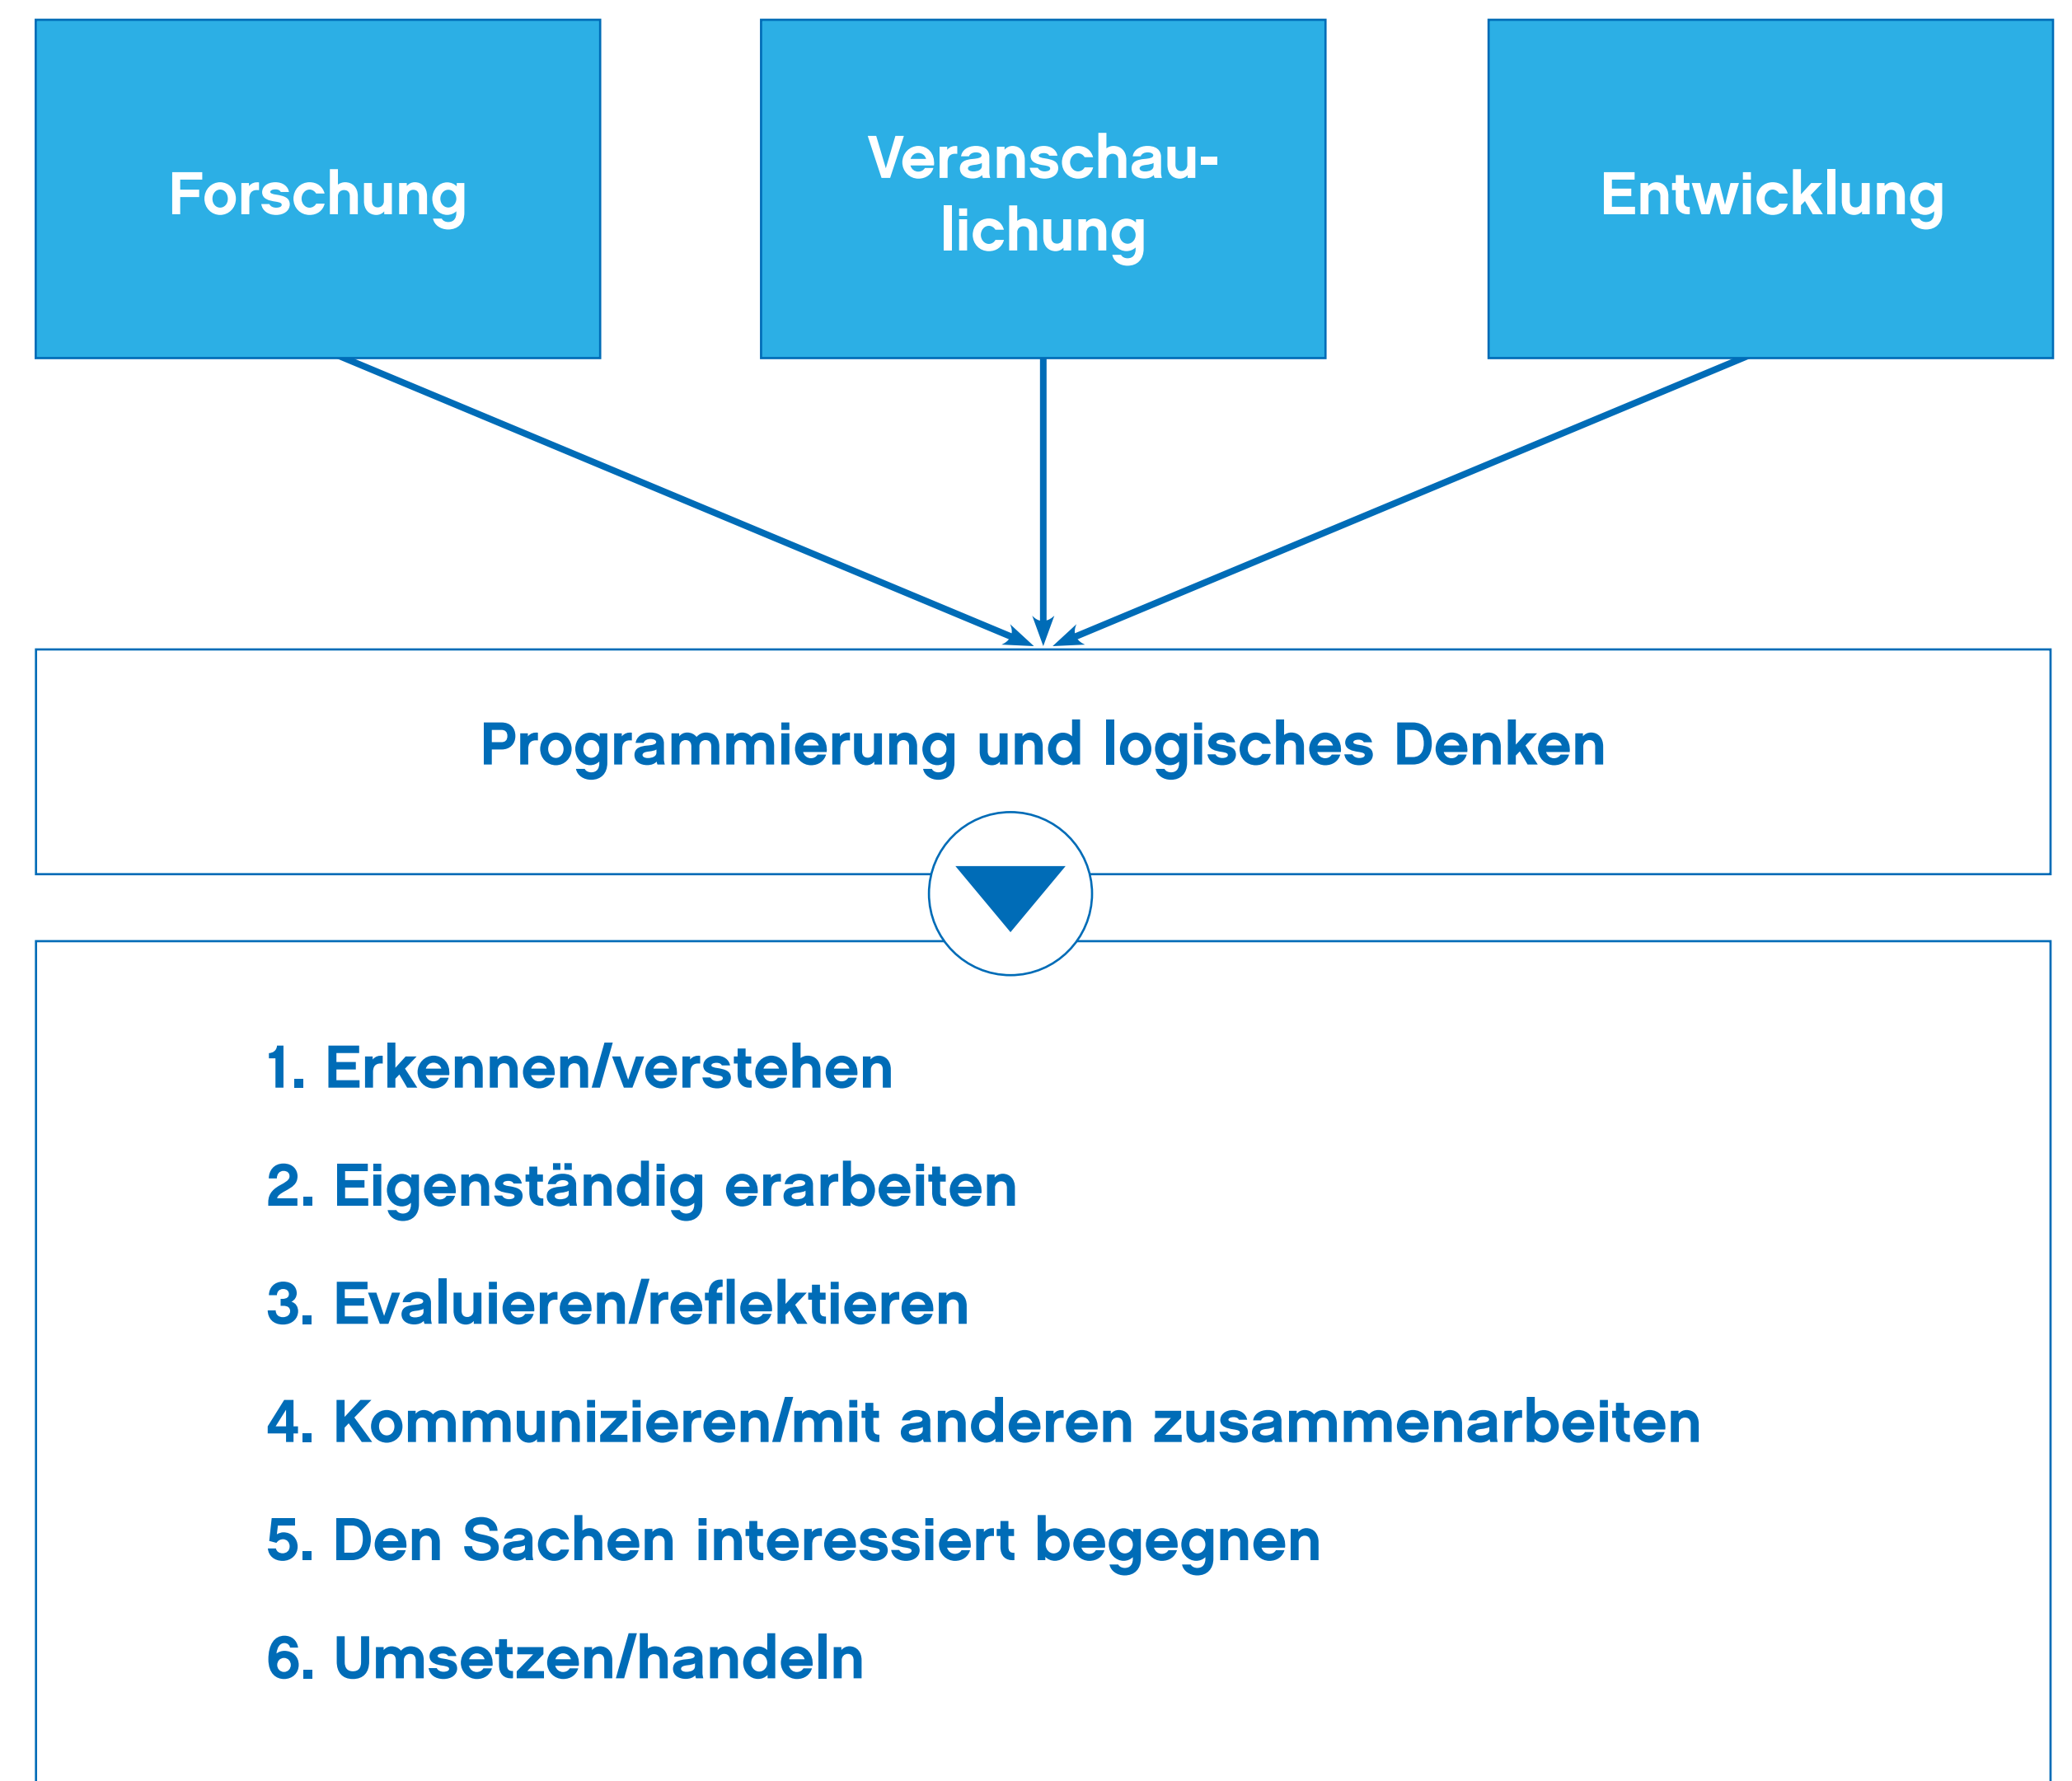 Forschung
Veranschau-
lichung
Entwicklung
Programmierung und logisches Denken
1. Erkennen/verstehen
2. Eigenständig erarbeiten
3. Evaluieren/reflektieren
4. Kommunizieren/mit anderen zusammenarbeiten
5. Den Sachen interessiert begegnen
6. Umsetzen/handeln